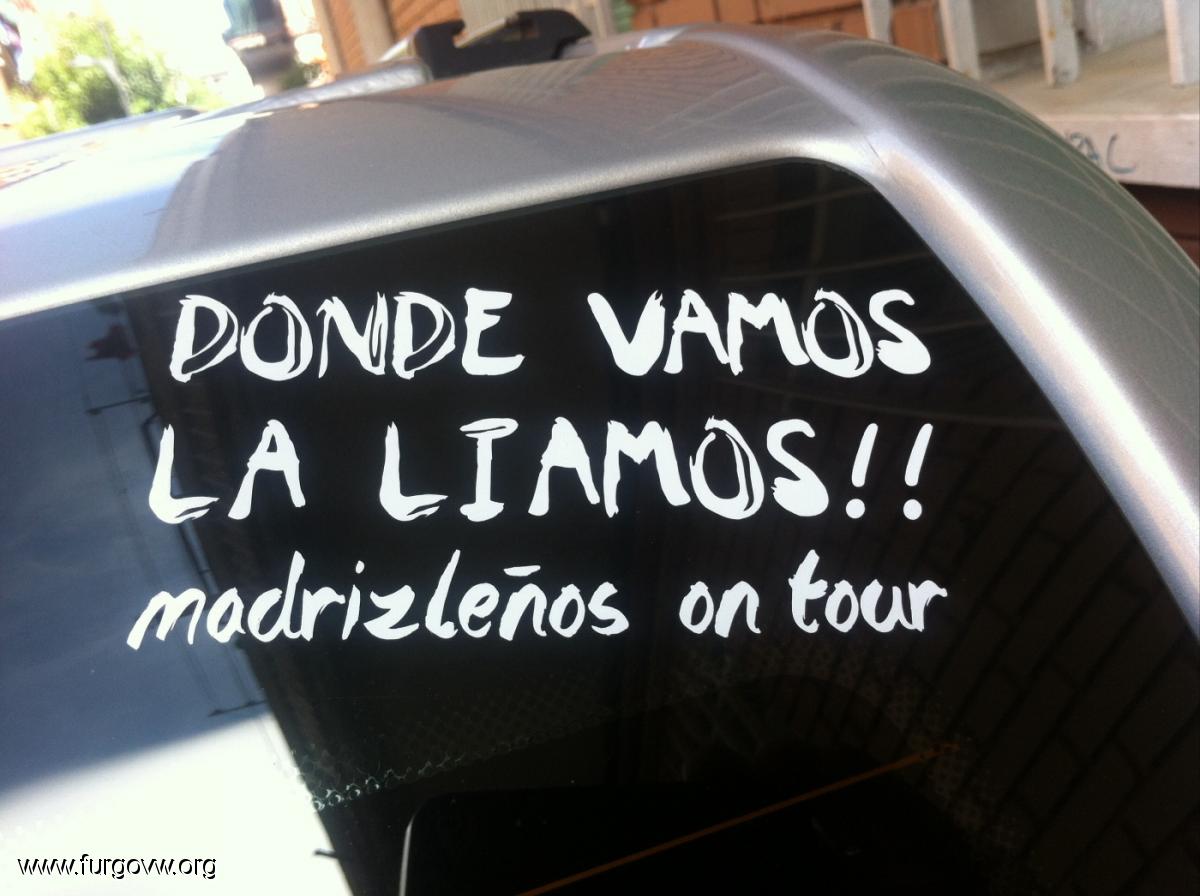 DONDE VAMOS
LA LIAMOS!!
madrizleños on tour
www.furgovw.org